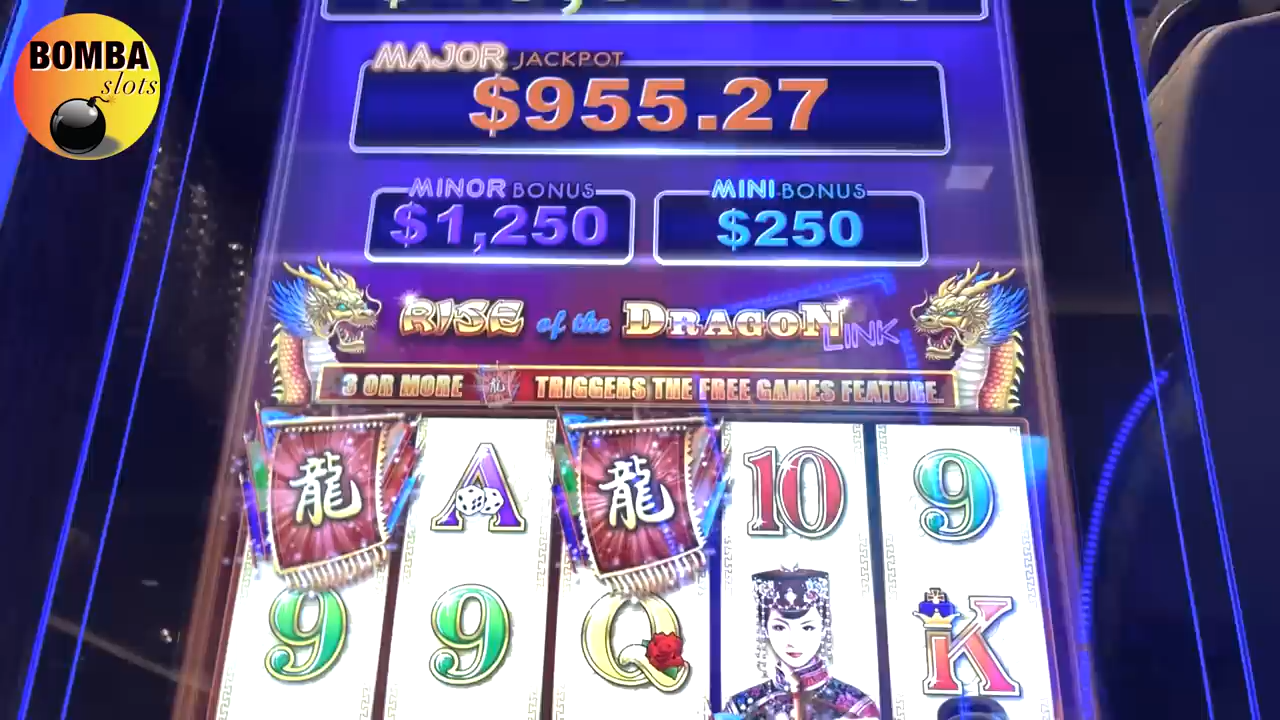 BOMBA
slots
MAJOR JACKPOT
$955.27
MINOR BONUS
$1,250
MINI BONUS
$250
RISE of the DRAGON
LINK
3 OR MORE 龍 TRIGGERS THE FREE GAMES FEATURE.
龍 A 龍 10 9
9 9 Q K